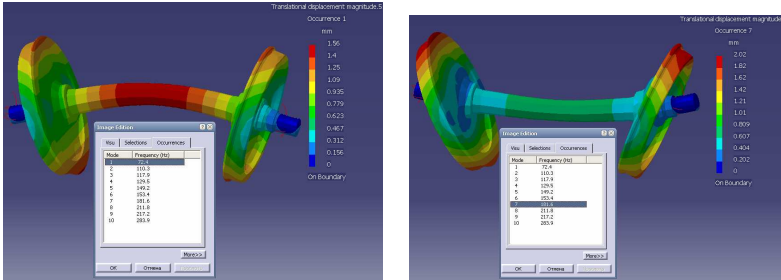 Translational displacement magnitude.5
Occurrence 1
mm
1.56
1.4
1.25
1.09
0.935
0.779
0.623
0.467
0.312
0.156
0
On Boundary
Image Edition
Visu Selections Occurrences
Mode Frequency (Hz)
1 72.4
2 110.3
3 117.9
4 129.5
5 149.2
6 153.4
7 181.6
8 211.8
9 217.2
10 283.9
More>>
OK Отмена
Translational displacement magnitude
Occurrence 7
mm
2.02
1.82
1.62
1.42
1.21
1.01
0.809
0.607
0.404
0.202
0
On Boundary
Image Edition
Visu Selections Occurrences
Mode Frequency (Hz)
1 72.4
2 110.3
3 117.9
4 129.5
5 149.2
6 153.4
7 181.6
8 211.8
9 217.2
10 283.9
More>>
OK Отмена